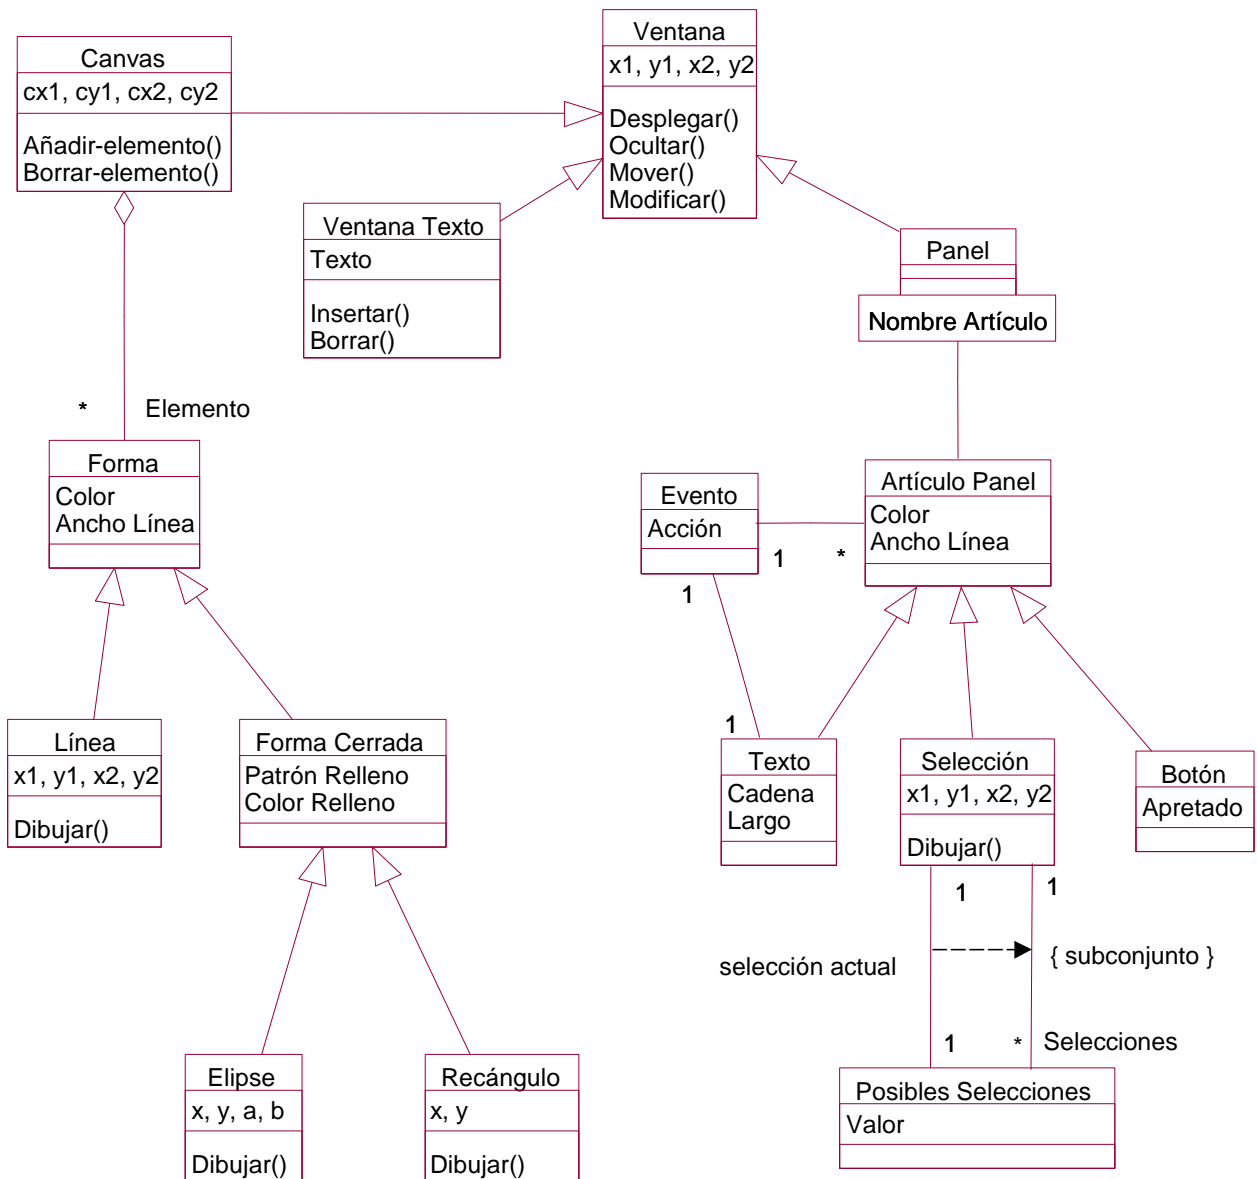 Canvas
cx1, cy1, cx2, cy2
Añadir-elemento()
Borrar-elemento()
Ventana
x1, y1, x2, y2
Desplegar()
Ocultar()
Mover()
Modificar()
Ventana Texto
Texto
Insertar()
Borrar()
Panel
Nombre Artículo
* Elemento
Forma
Color
Ancho Línea
Evento
Acción
Artículo Panel
Color
Ancho Línea
1 *
1
1
Línea
x1, y1, x2, y2
Dibujar()
Forma Cerrada
Patrón Relleno
Color Relleno
Texto
Cadena
Largo
Selección
x1, y1, x2, y2
Dibujar()
Botón
Apretado
1 1
selección actual
{ subconjunto }
1 * Selecciones
Elipse
x, y, a, b
Dibujar()
Recángulo
x, y
Dibujar()
Posibles Selecciones
Valor